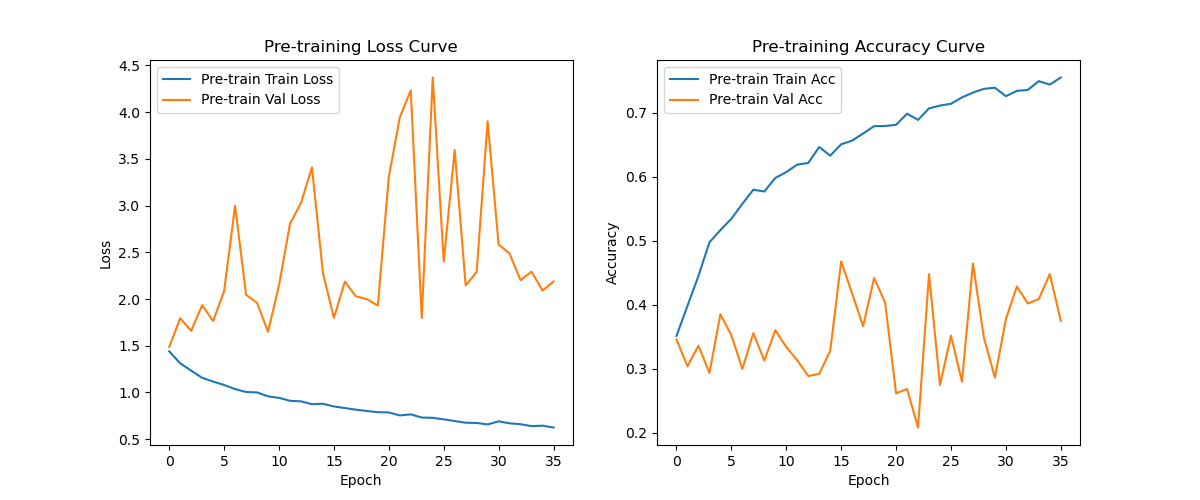 Pre-training Loss Curve
Pre-train Train Loss
Pre-train Val Loss
4.5
4.0
3.5
3.0
2.5
2.0
1.5
1.0
0.5
Loss
0 5 10 15 20 25 30 35
Epoch
Pre-training Accuracy Curve
Pre-train Train Acc
Pre-train Val Acc
0.7
0.6
0.5
0.4
0.3
0.2
Accuracy
0 5 10 15 20 25 30 35
Epoch